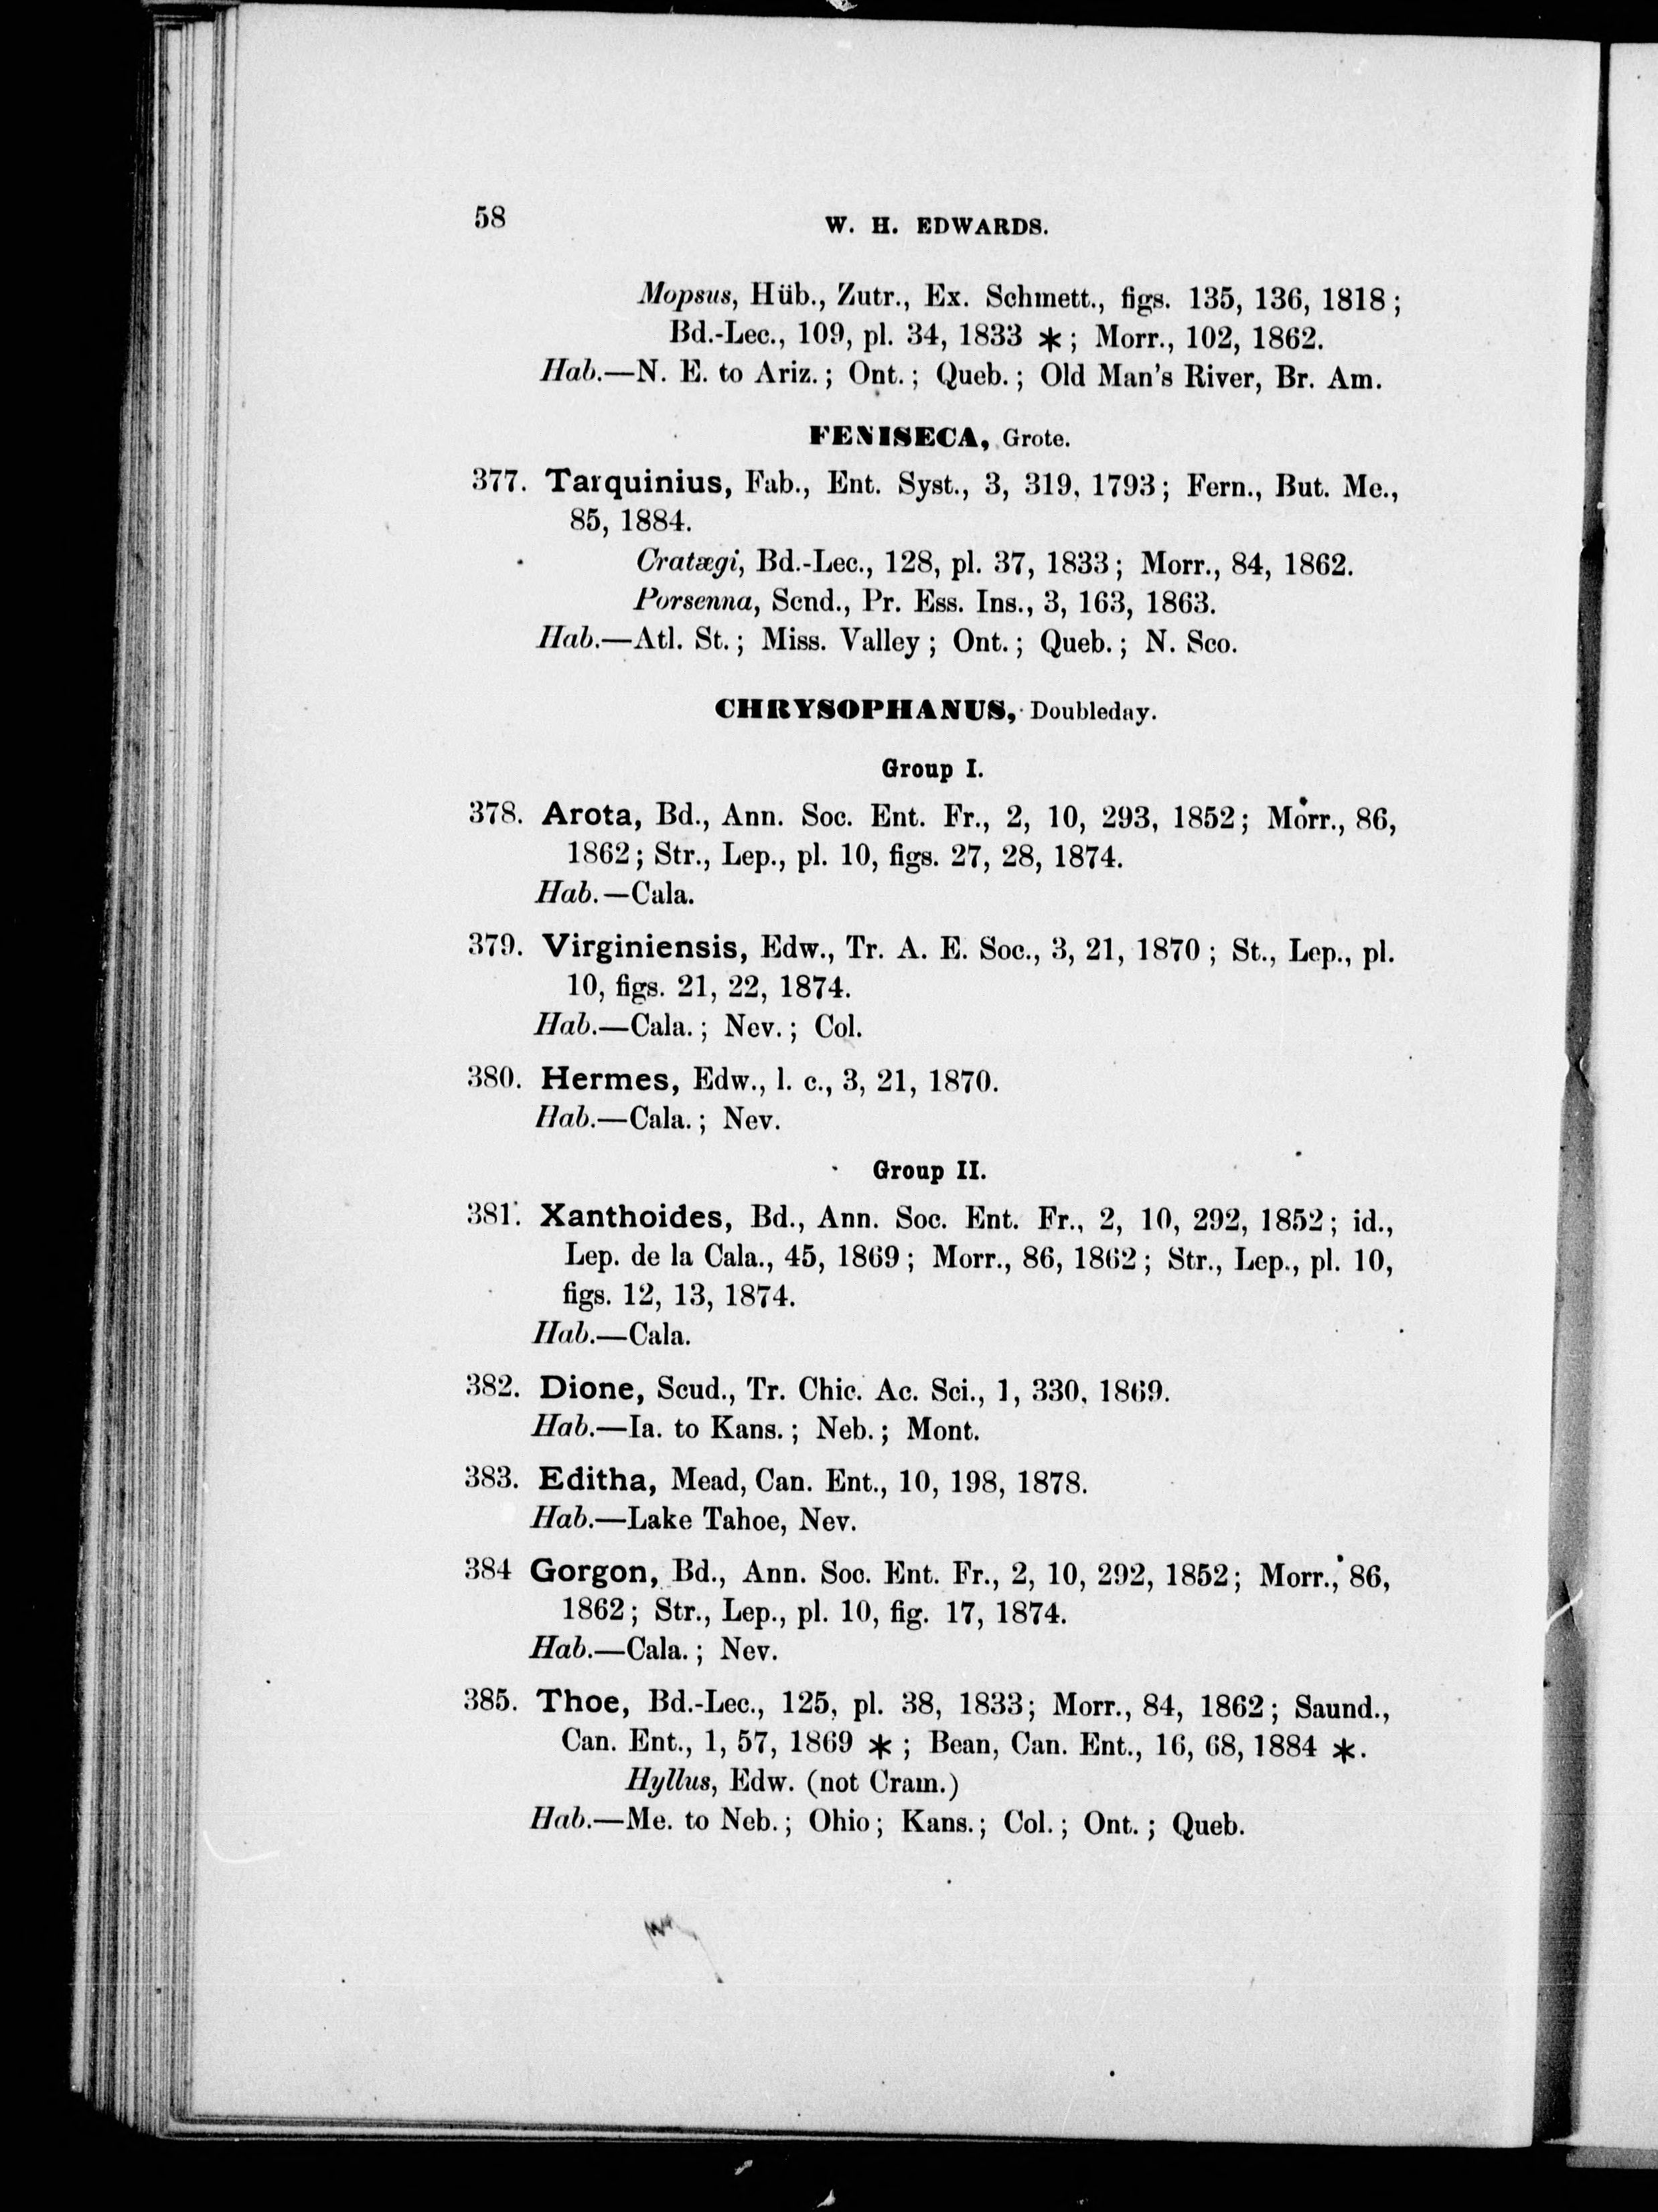 58
W. H. EDWARDS.
Mopsus, Hüb., Zutr., Ex. Schmett., figs. 135, 136, 1818;
Bd.-Lec., 109, pl. 34, 1833 *; Morr., 102, 1862.
Hab.—N. E. to Ariz.; Ont.; Queb.; Old Man's River, Br. Am.
FENISECA, Grote.
377. Tarquinius, Fab., Ent. Syst., 3, 319, 1793; Fern., But. Me.,
85, 1884.
Cratægi, Bd.-Lec., 128, pl. 37, 1833; Morr., 84, 1862.
Porsenna, Scud., Pr. Ess. Ins., 3, 163, 1863.
Hab.—Atl. St.; Miss. Valley; Ont.; Queb.; N. Sco.
CHRYSOPHANUS, Doubleday.
Group I.
378. Arota, Bd., Ann. Soc. Ent. Fr., 2, 10, 293, 1852; Morr., 86,
1862; Str., Lep., pl. 10, figs. 27, 28, 1874.
Hab.—Cala.
379. Virginiensis, Edw., Tr. A. E. Soc., 3, 21, 1870; St., Lep., pl.
10, figs. 21, 22, 1874.
Hab.—Cala.; Nev.; Col.
380. Hermes, Edw., l. c., 3, 21, 1870.
Hab.—Cala.; Nev.
Group II.
381. Xanthoides, Bd., Ann. Soc. Ent. Fr., 2, 10, 292, 1852; id.,
Lep. de la Cala., 45, 1869; Morr., 86, 1862; Str., Lep., pl. 10,
figs. 12, 13, 1874.
Hab.—Cala.
382. Dione, Scud., Tr. Chic. Ac. Sci., 1, 330, 1869.
Hab.—Ia. to Kans.; Neb.; Mont.
383. Editha, Mead, Can. Ent., 10, 198, 1878.
Hab.—Lake Tahoe, Nev.
384 Gorgon, Bd., Ann. Soc. Ent. Fr., 2, 10, 292, 1852; Morr., 86,
1862; Str., Lep., pl. 10, fig. 17, 1874.
Hab.—Cala.; Nev.
385. Thoe, Bd.-Lec., 125, pl. 38, 1833; Morr., 84, 1862; Saund.,
Can. Ent., 1, 57, 1869 *; Bean, Can. Ent., 16, 68, 1884 *.
Hyllus, Edw. (not Cram.)
Hab.—Me. to Neb.; Ohio; Kans.; Col.; Ont.; Queb.